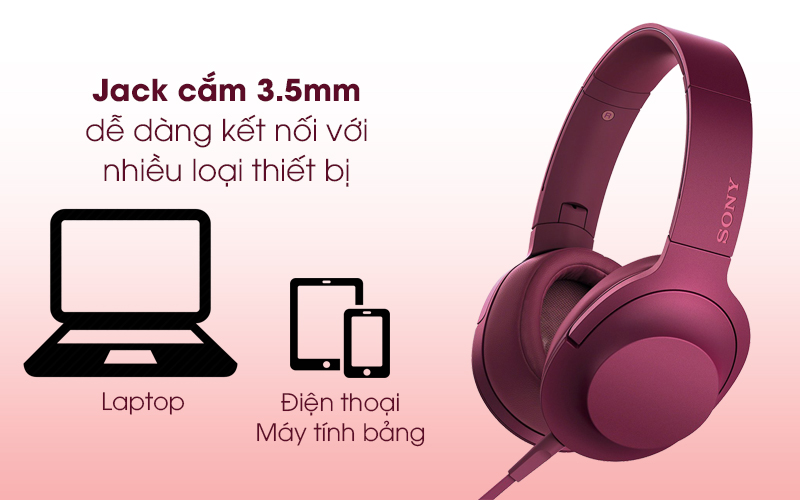 Jack cắm 3.5mm
dễ dàng kết nối với
nhiều loại thiết bị
SONY
Laptop
Điện thoại
Máy tính bảng